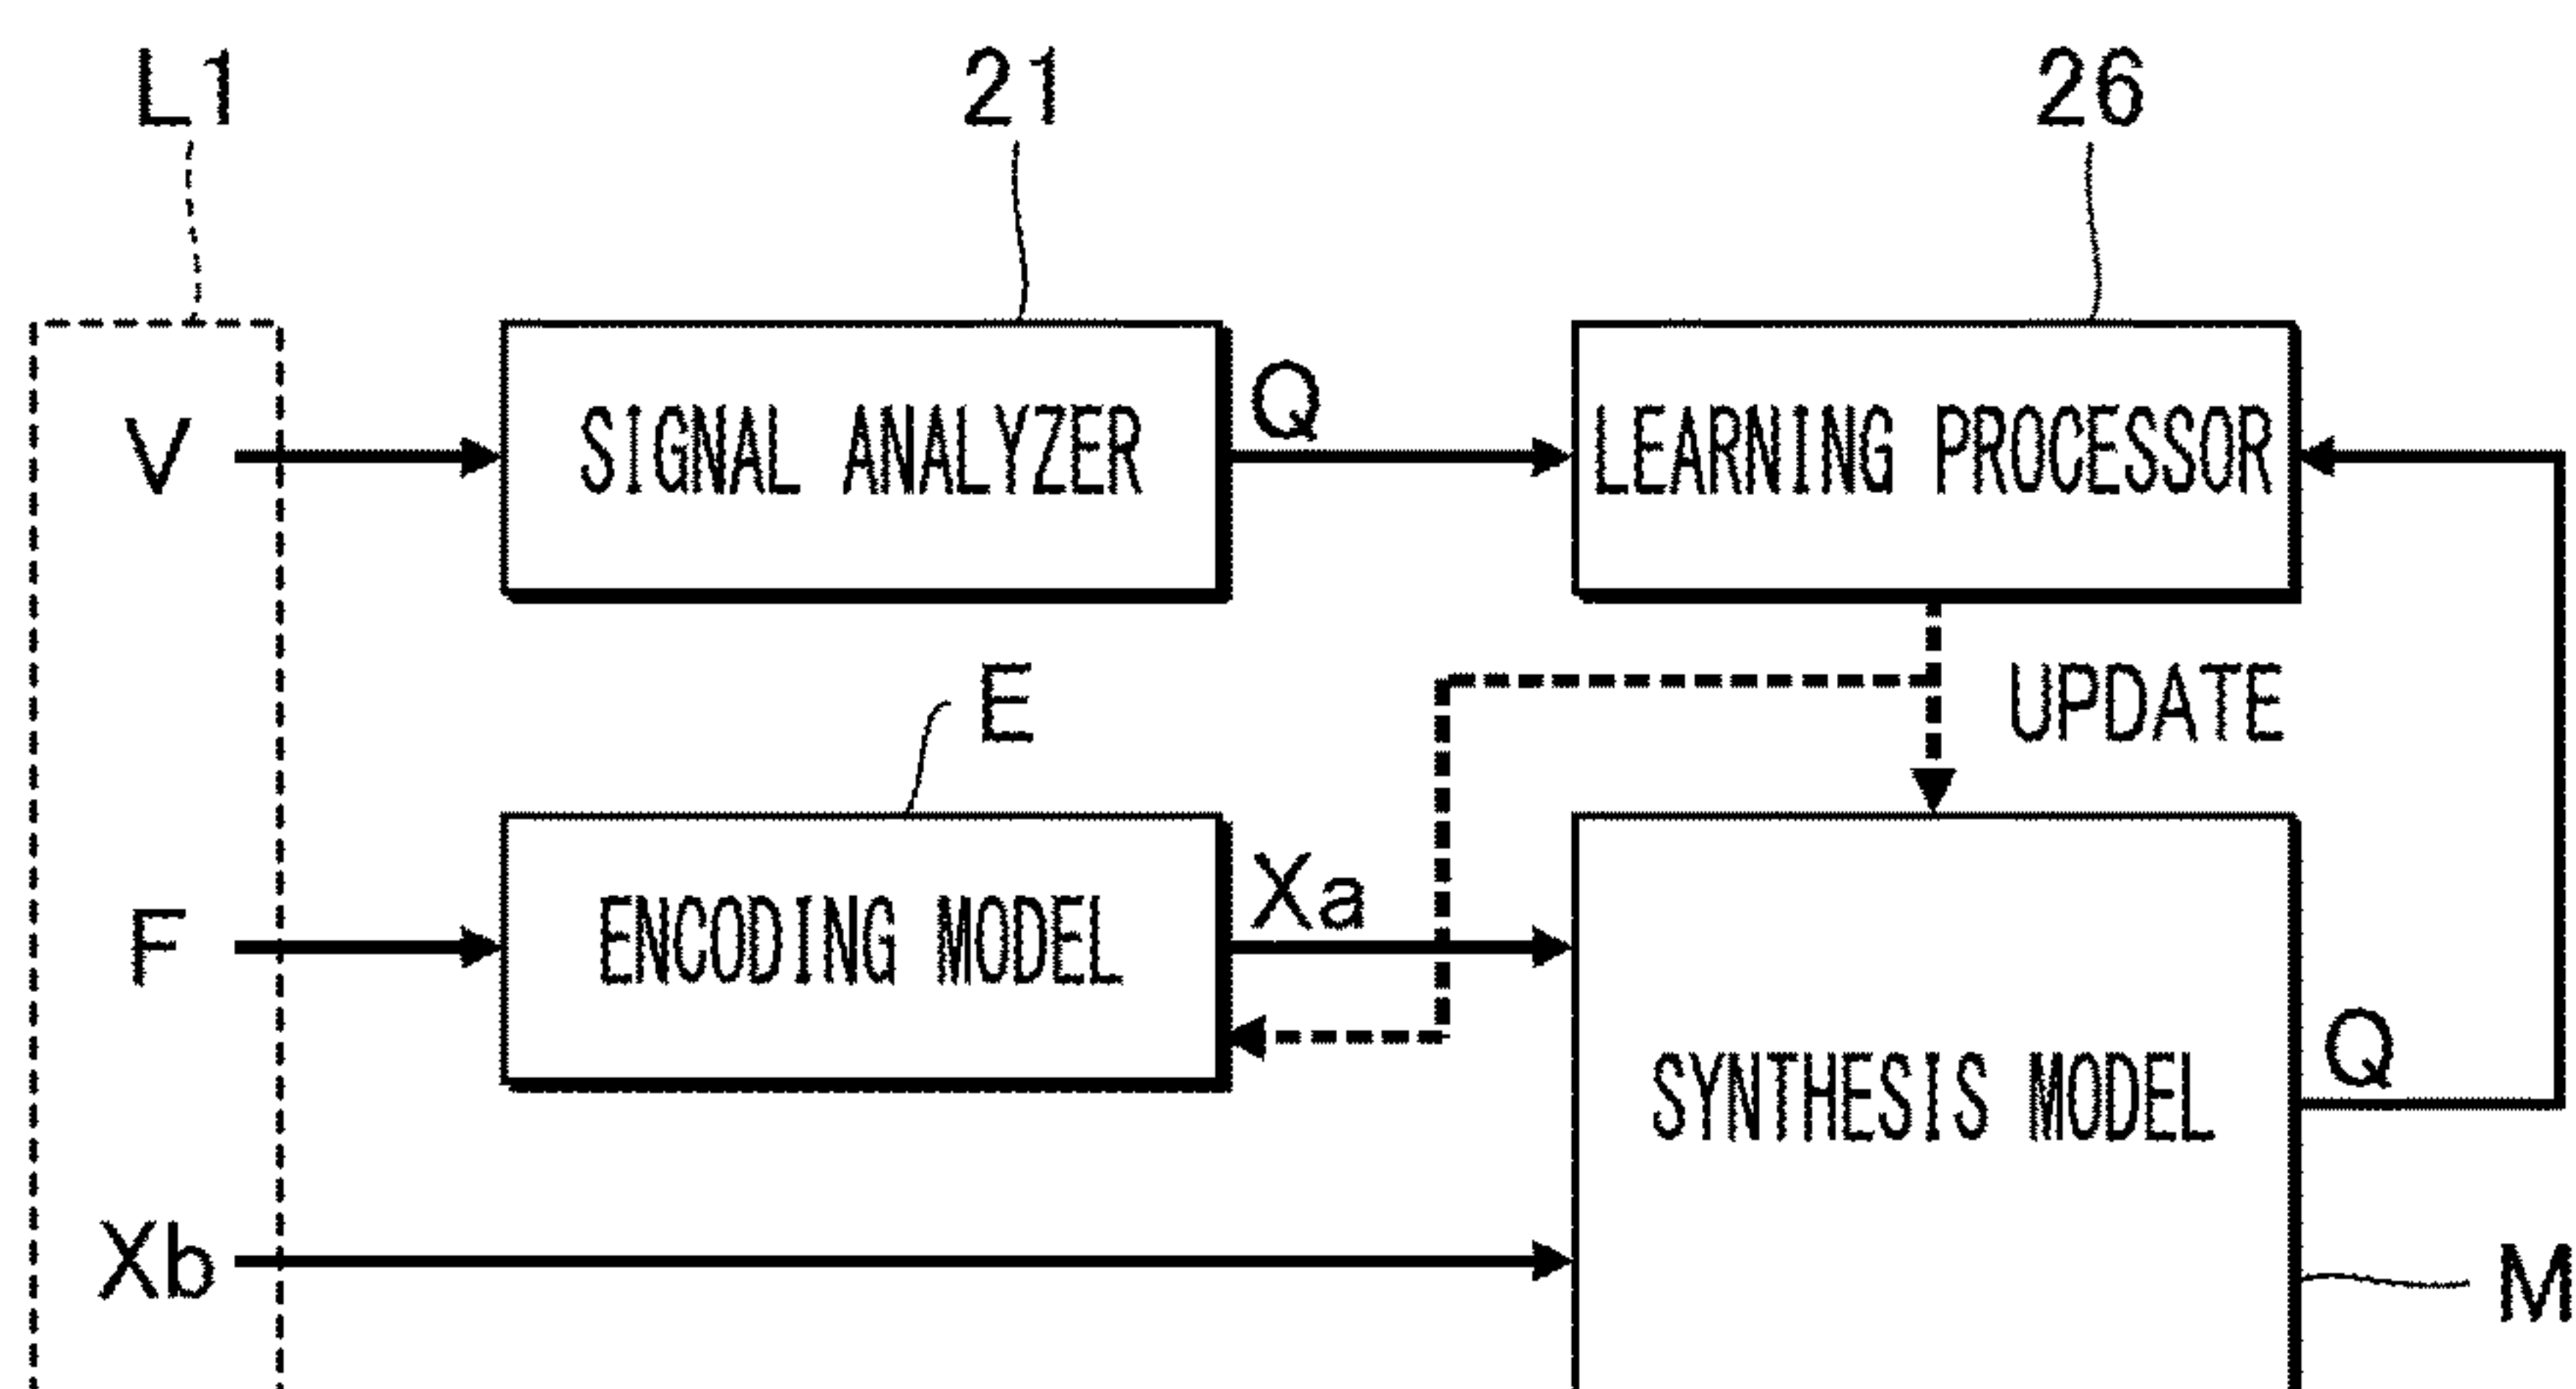 L1
21
26
V
SIGNAL ANALYZER
Q
LEARNING PROCESSOR
E
UPDATE
F
ENCODING MODEL
Xa
SYNTHESIS MODEL
Q
Xb
M